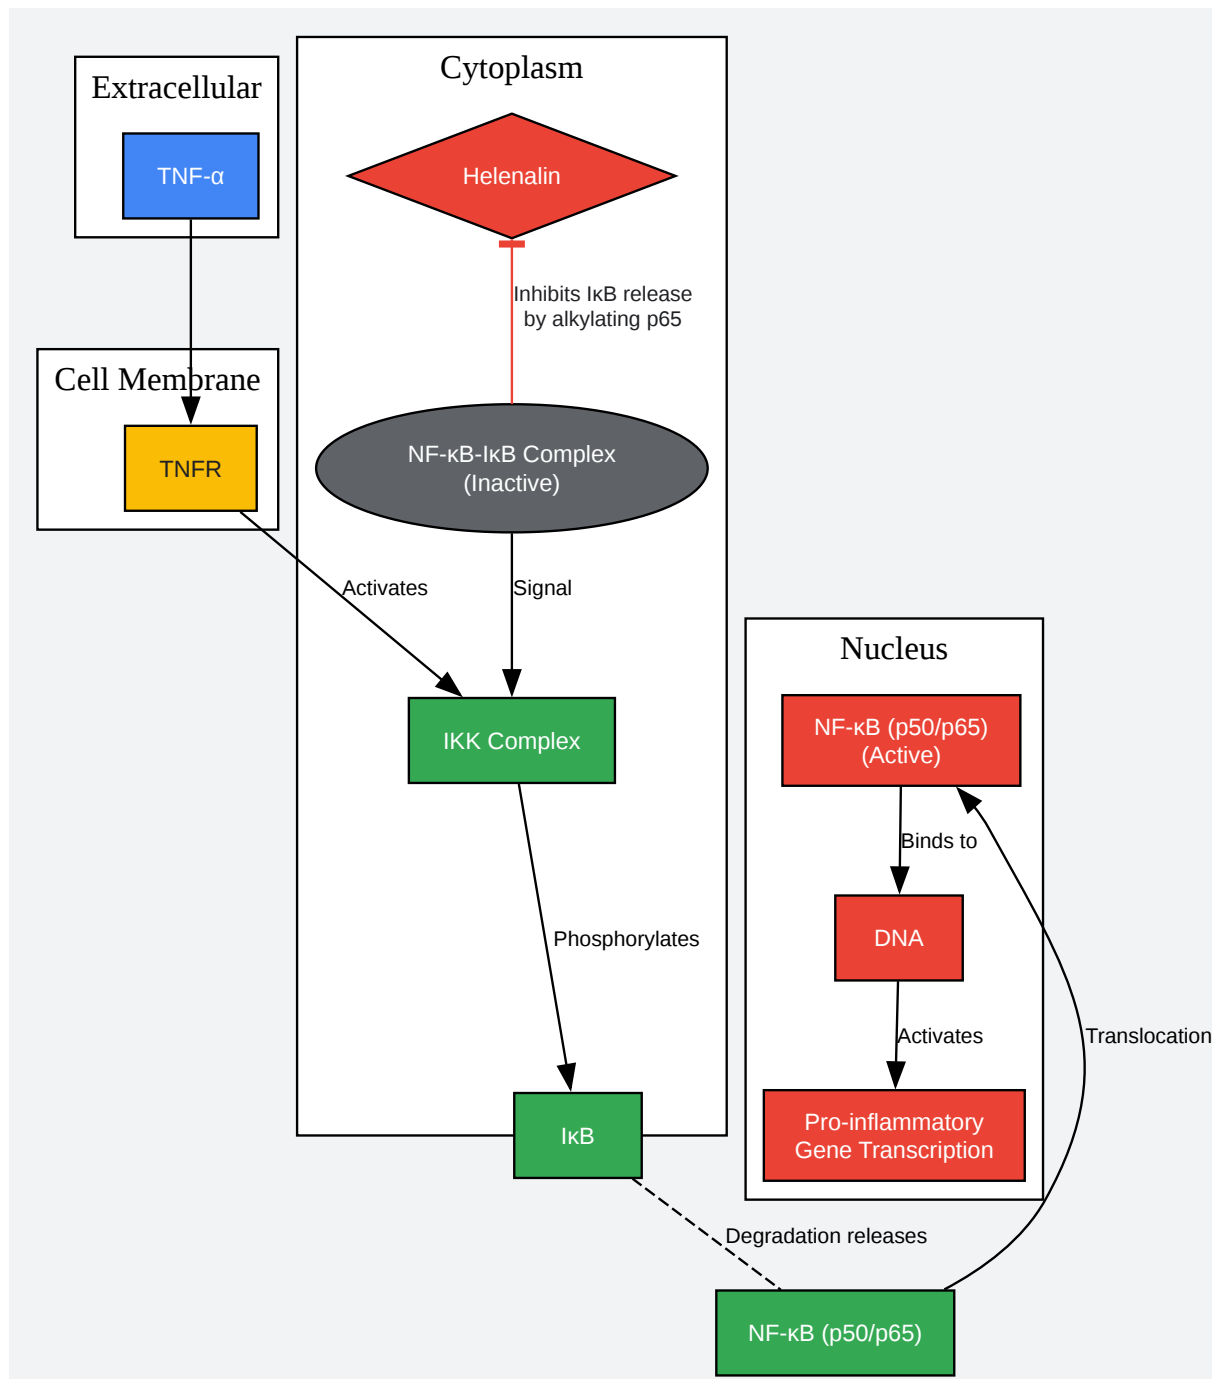 Extracellular
TNF-α
Cell Membrane
TNFR
Activates
Cytoplasm
Helenalin
Inhibits IκB release
by alkylating p65
NF-κB-IκB Complex
(Inactive)
Signal
IKK Complex
Phosphorylates
IκB
Degradation releases
NF-κB (p50/p65)
Translocation
Nucleus
NF-κB (p50/p65)
(Active)
Binds to
DNA
Activates
Pro-inflammatory
Gene Transcription